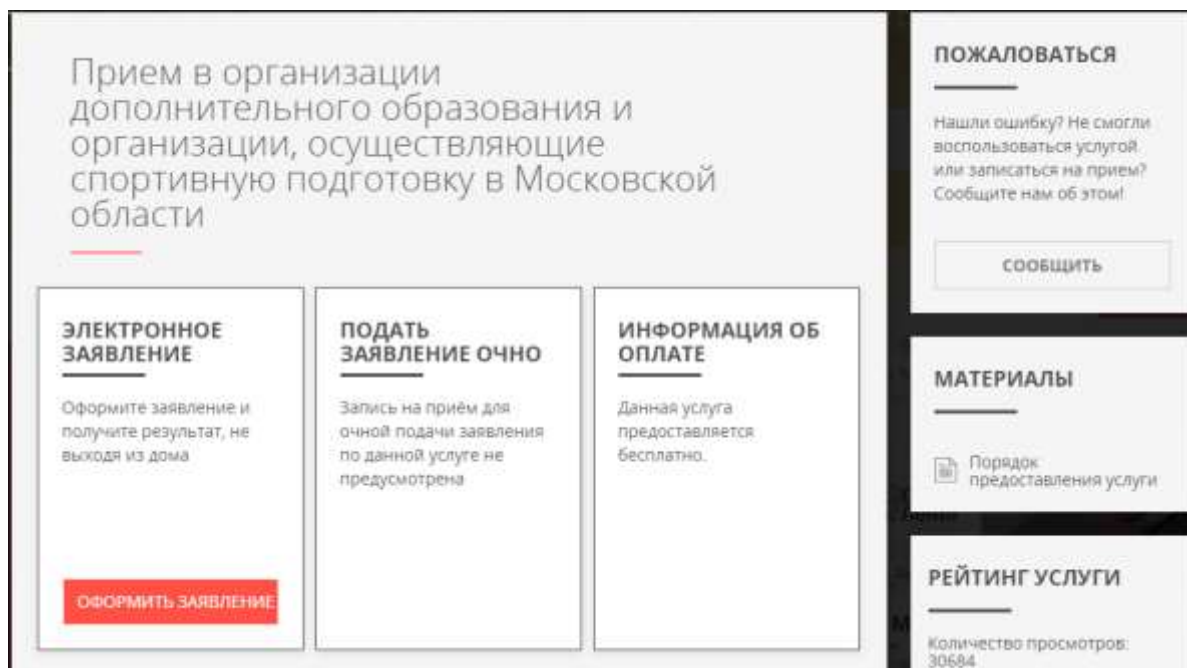 Прием в организации
дополнительного образования и
организации, осуществляющие
спортивную подготовку в Московской
области
ЭЛЕКТРОННОЕ
ЗАЯВЛЕНИЕ
Оформите заявление и
получите результат, не
выходя из дома
ОФОРМИТЬ ЗАЯВЛЕНИЕ
ПОДАТЬ
ЗАЯВЛЕНИЕ ОЧНО
Запись на приём для
очной подачи заявления
по данной услуге не
предусмотрена
ИНФОРМАЦИЯ ОБ
ОПЛАТЕ
Данная услуга
предоставляется
бесплатно.
ПОЖАЛОВАТЬСЯ
Нашли ошибку? Не смогли
воспользоваться услугой
или записаться на прием?
Сообщите нам об этом!
СООБЩИТЬ
МАТЕРИАЛЫ
Порядок
предоставления услуги
РЕЙТИНГ УСЛУГИ
Количество просмотров:
30684